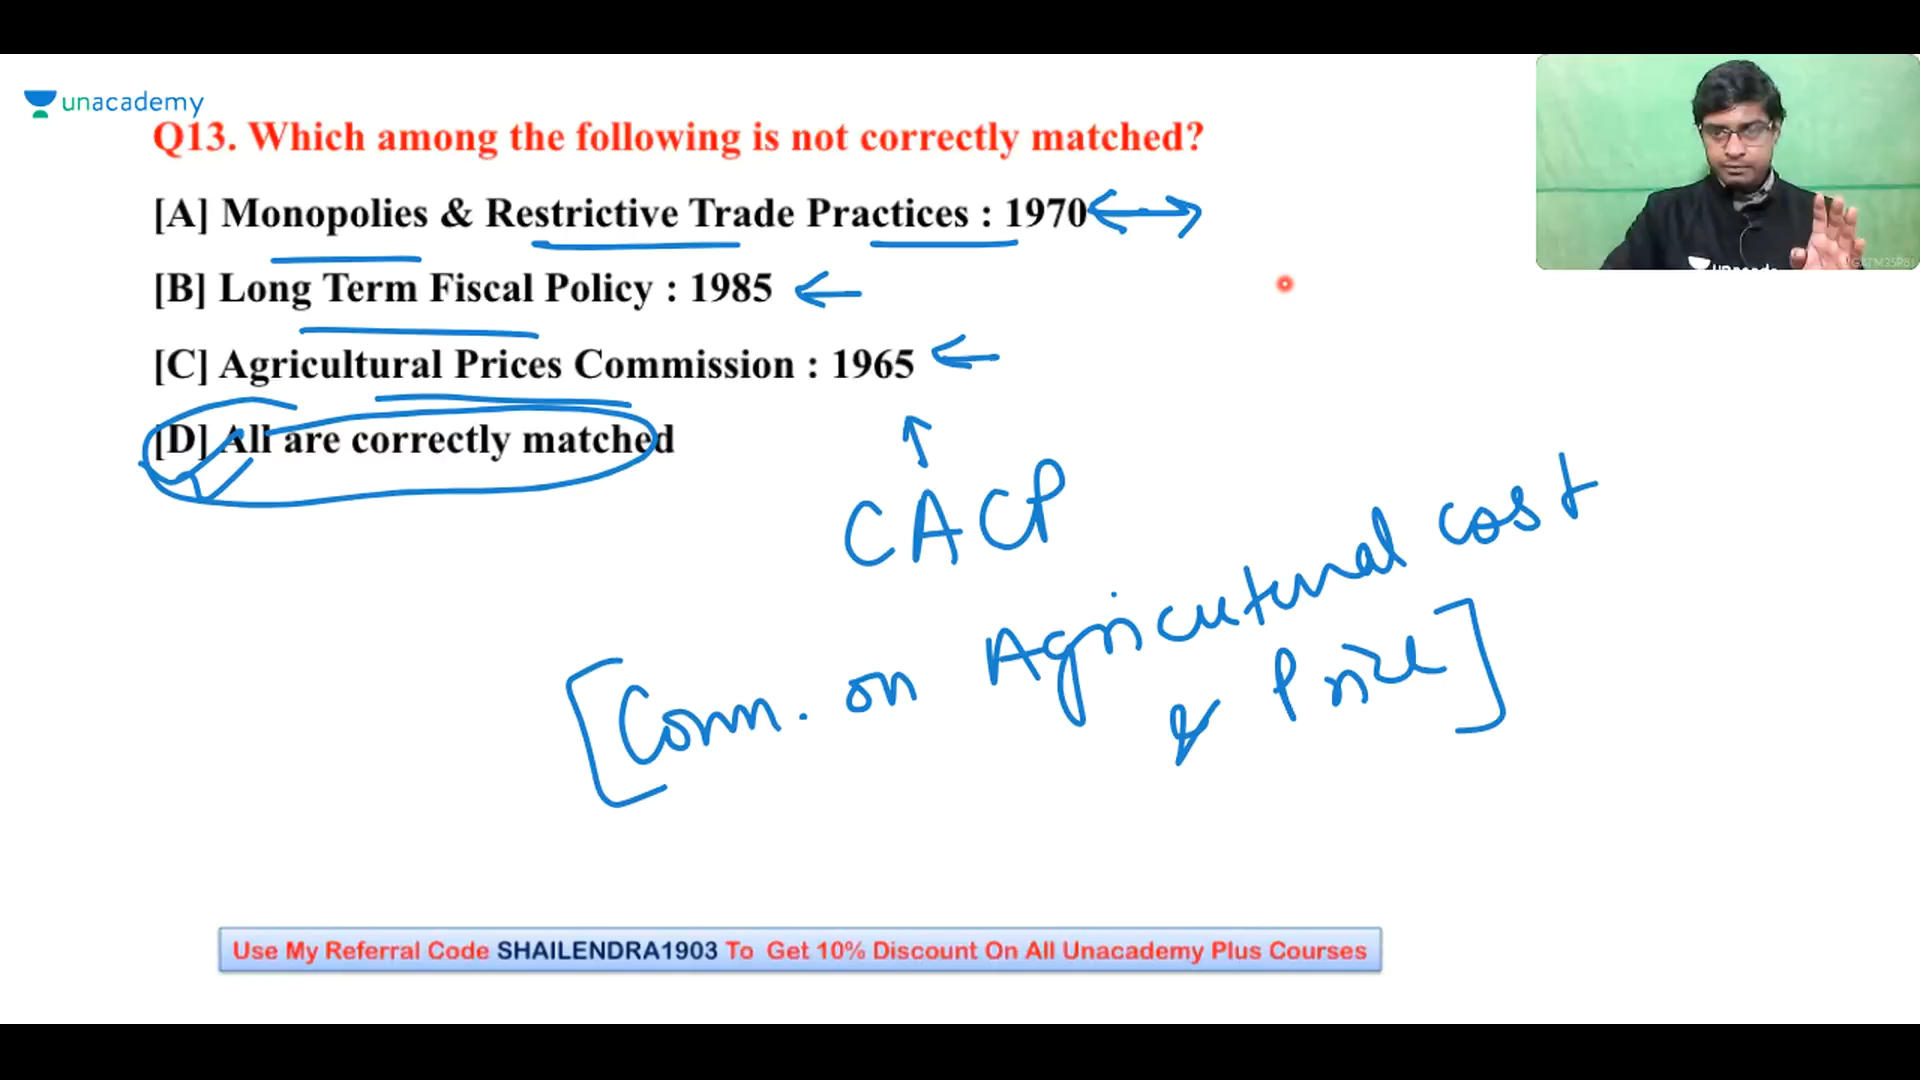 unacademy
Q13. Which among the following is not correctly matched?
[A] Monopolies & Restrictive Trade Practices : 1970
[B] Long Term Fiscal Policy : 1985
[C] Agricultural Prices Commission : 1965
[D] All are correctly matched
CACP
[Comm. on Agricultural cost
& Price]
Use My Referral Code SHAILENDRA1903 To Get 10% Discount On All Unacademy Plus Courses